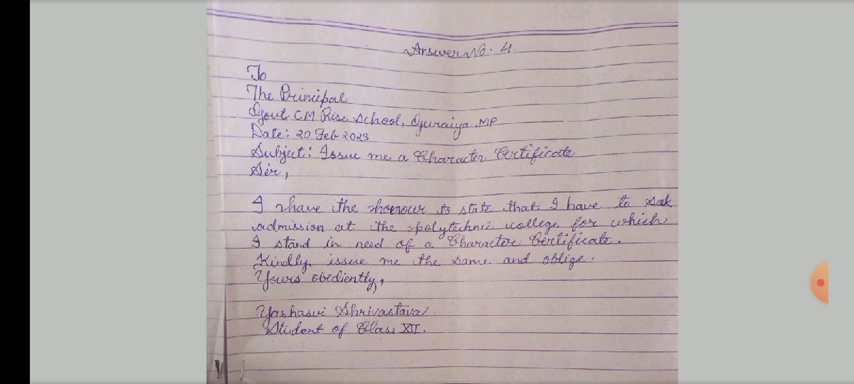 Answer No. 4
To
The Principal
Govt CM Rise School, Guraiya, MP
Date: 20 Feb 2023
Subject: Issue me a Character Certificate
Sir,
I have the honour to state that I have to sak
admission at the polytechnic college for which
I stand in need of a Character Certificate.
Kindly issue me the same and oblige.
Yours obediently,
Yashasvi Shrivastava
Student of Class XII.